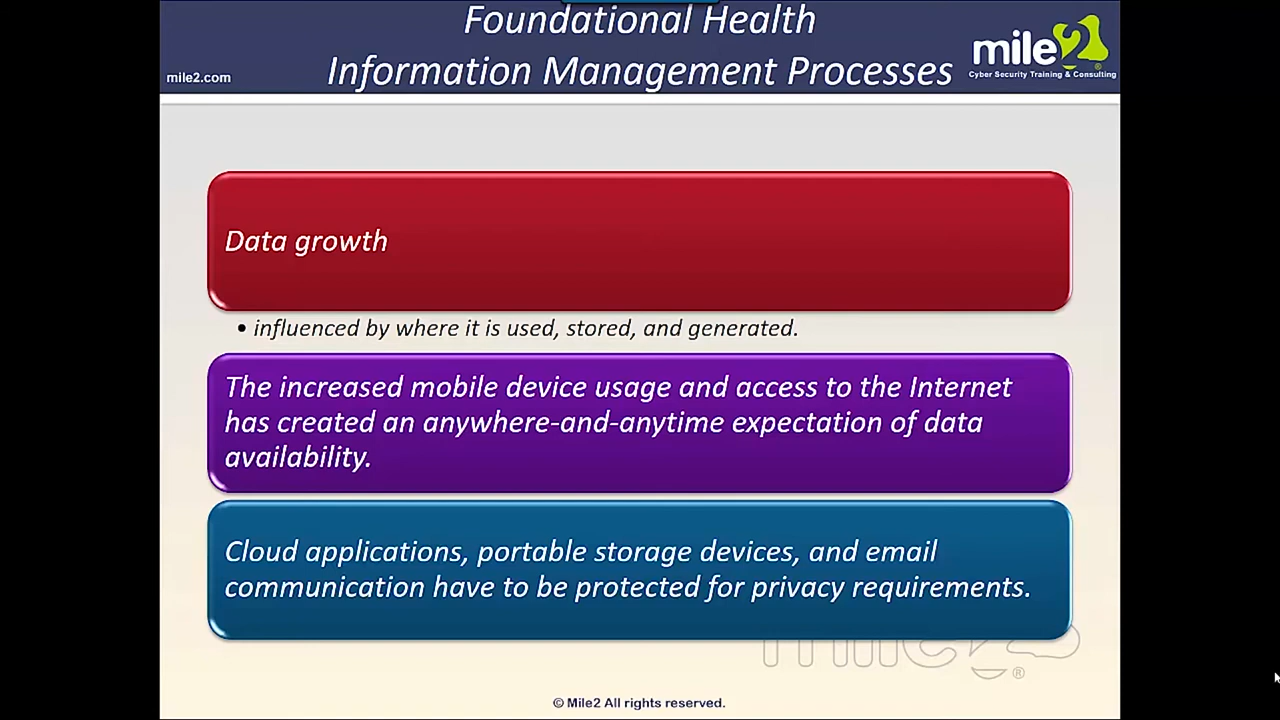 Foundational Health
Information Management Processes
mile2.com
mile2
®
Cyber Security Training & Consulting
Data growth
• influenced by where it is used, stored, and generated.
The increased mobile device usage and access to the Internet
has created an anywhere-and-anytime expectation of data
availability.
Cloud applications, portable storage devices, and email
communication have to be protected for privacy requirements.
mile2
®
© Mile2 All rights reserved.